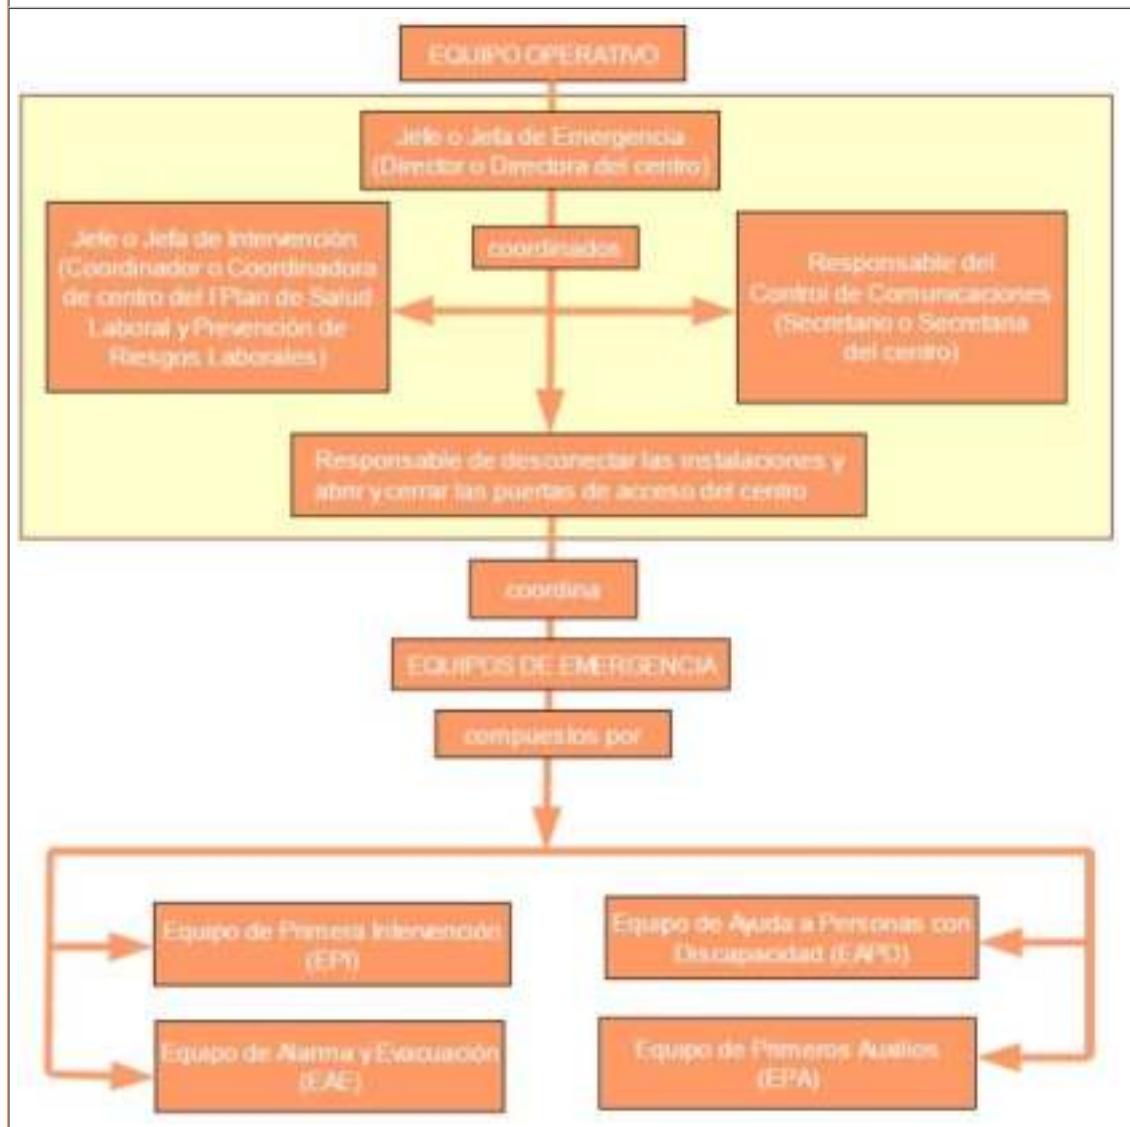 EQUIPO OPERATIVO
Jefe o Jefa de Emergencia
(Director o Directora del centro)
Jefe o Jefa de Intervención
(Coordinador o Coordinadora
de centro del I Plan de Salud
Laboral y Prevención de
Riesgos Laborales)
coordinados
Responsable del
Control de Comunicaciones
(Secretario o Secretaria
del centro)
Responsable de desconectar las instalaciones y
abrir y cerrar las puertas de acceso del centro
coordina
EQUIPOS DE EMERGENCIA
compuestos por
Equipo de Primera Intervención
(EPI)
Equipo de Ayuda a Personas con
Discapacidad (EAPD)
Equipo de Alarma y Evacuación
(EAE)
Equipo de Primeros Auxilios
(EPA)